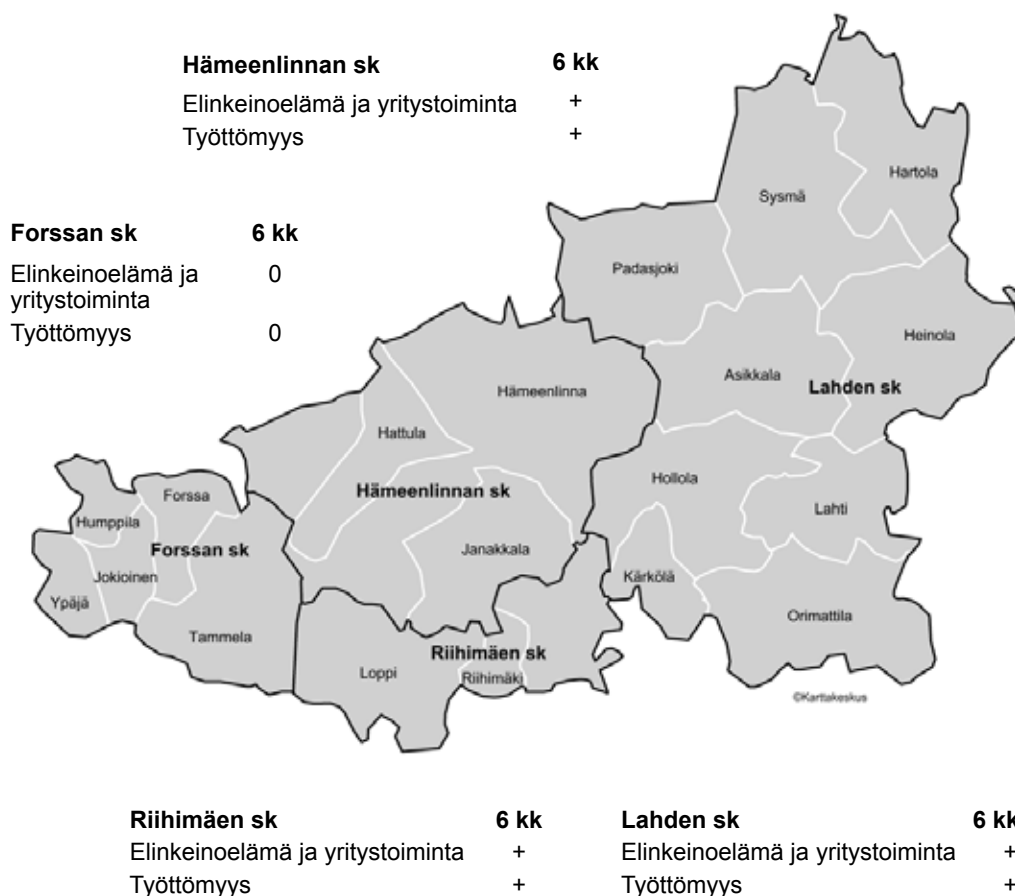 Hämeenlinnan sk 6 kk
Elinkeinoelämä ja yritystoiminta +
Työttömyys +
Forssan sk 6 kk
Elinkeinoelämä ja yritystoiminta 0
Työttömyys 0
Hartola
Sysmä
Padasjoki
Heinola
Asikkala
Lahden sk
Hämeenlinna
Hattula
Hollola
Hämeenlinnan sk
Lahti
Forssa
Humppila
Forssan sk
Janakkala
Jokioinen
Kärkölä
Ypäjä
Orimattila
Tammela
Riihimäen sk
Loppi
Riihimäki
©Karttakeskus
Riihimäen sk 6 kk
Elinkeinoelämä ja yritystoiminta +
Työttömyys +
Lahden sk 6 kk
Elinkeinoelämä ja yritystoiminta +
Työttömyys +